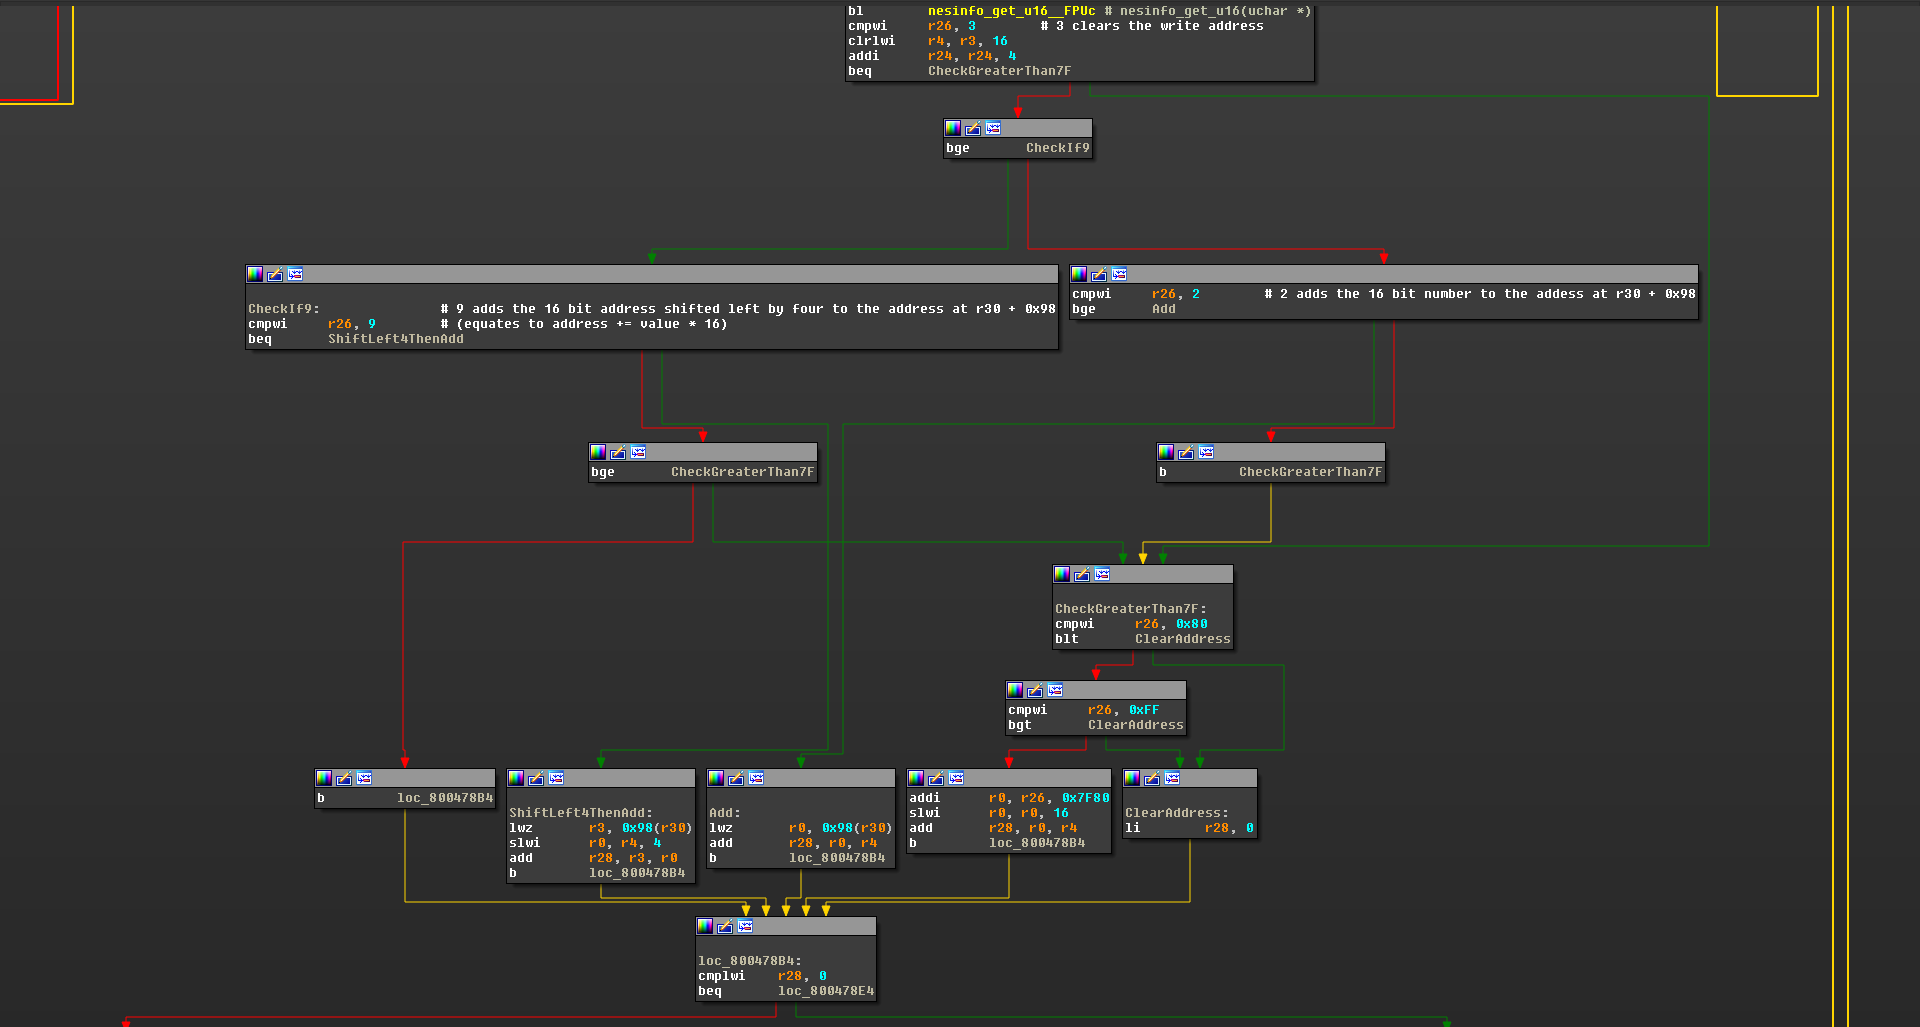 bl nesinfo_get_u16__FPUc # nesinfo_get_u16(uchar *)
cmpwi r26, 3 # 3 clears the write address
clrlwi r4, r3, 16
addi r24, r24, 4
beq CheckGreaterThan7F
bge CheckIf9
CheckIf9: # 9 adds the 16 bit address shifted left by four to the address at r30 + 0x98
cmpwi r26, 9 # (equates to address += value * 16)
beq ShiftLeft4ThenAdd
cmpwi r26, 2 # 2 adds the 16 bit number to the addess at r30 + 0x98
bge Add
bge CheckGreaterThan7F
b CheckGreaterThan7F
CheckGreaterThan7F:
cmpwi r26, 0x80
blt ClearAddress
cmpwi r26, 0xFF
bgt ClearAddress
b loc_800478B4
ShiftLeft4ThenAdd:
lwz r3, 0x98(r30)
slwi r0, r4, 4
add r28, r3, r0
b loc_800478B4
Add:
lwz r0, 0x98(r30)
add r28, r0, r4
b loc_800478B4
addi r0, r26, 0x7F80
slwi r0, r0, 16
add r28, r0, r4
b loc_800478B4
ClearAddress:
li r28, 0
loc_800478B4:
cmplwi r28, 0
beq loc_800478E4